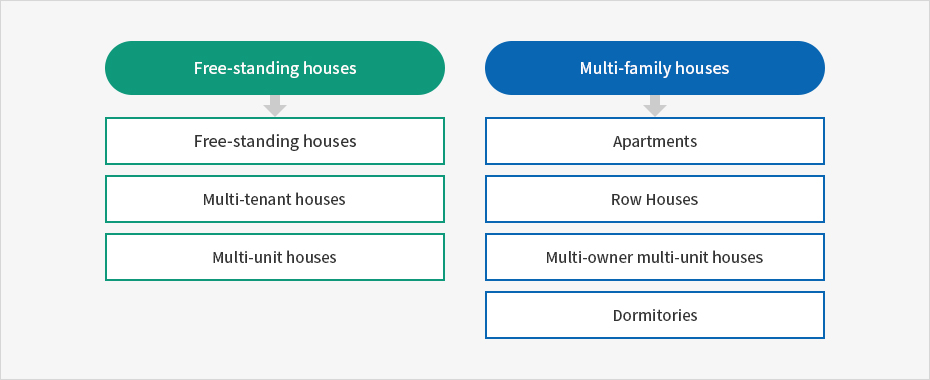 Free-standing houses
Free-standing houses
Multi-tenant houses
Multi-unit houses
Multi-family houses
Apartments
Row Houses
Multi-owner multi-unit houses
Dormitories